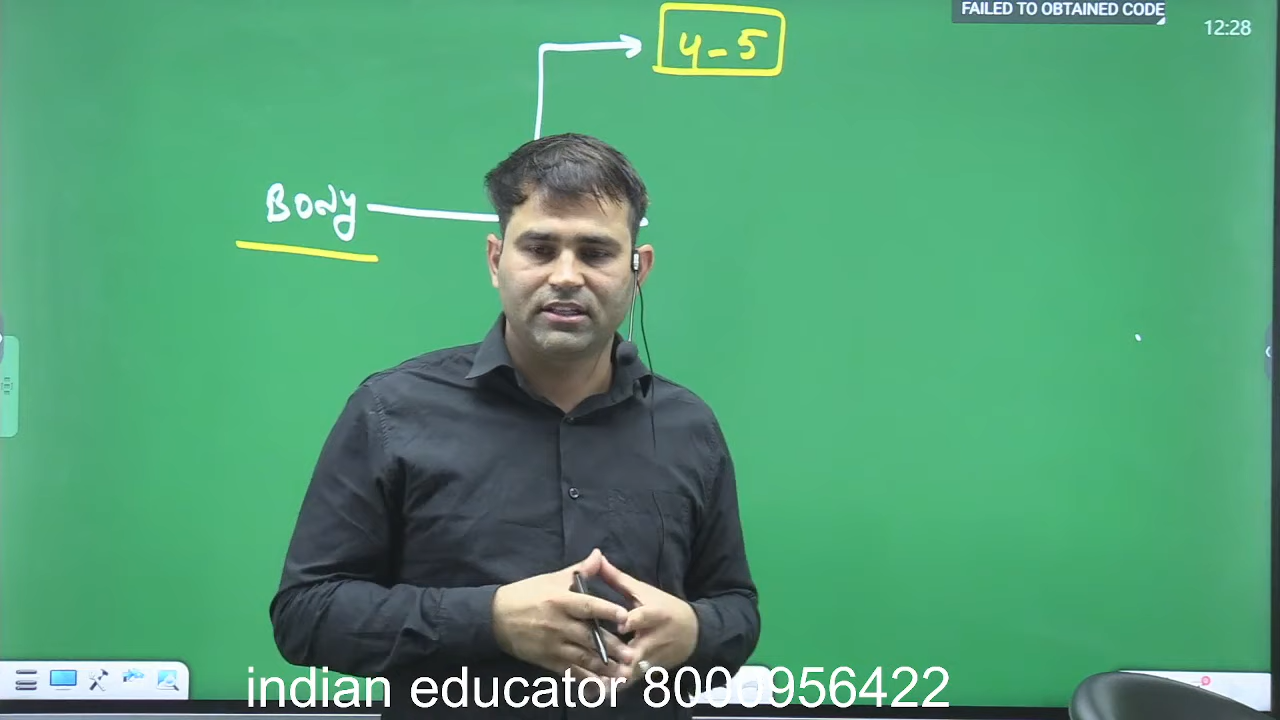 FAILED TO OBTAINED CODE
12:28
4-5
BODY
indian educator 8000956422